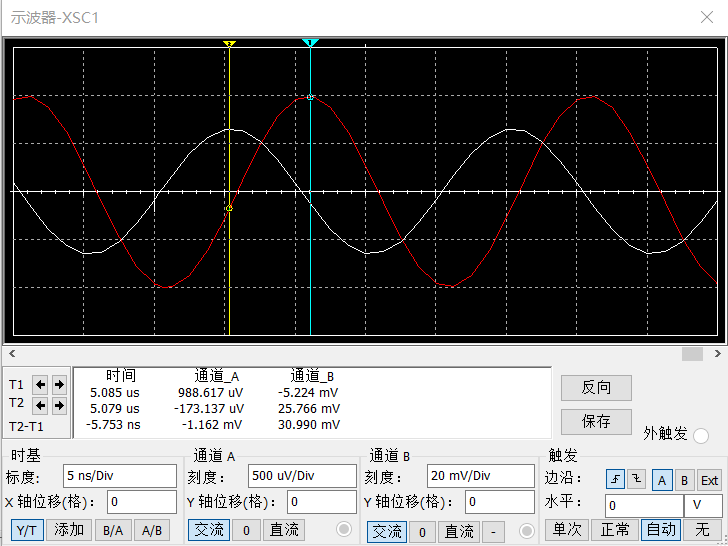 示波器-XSC1
2 1
时间 通道_A 通道_B
T1 5.085 us 988.617 uV -5.224 mV
T2 5.079 us -173.137 uV 25.766 mV
T2-T1 -5.753 ns -1.162 mV 30.990 mV
反向
保存
外触发
时基 通道 A 通道 B 触发
标度: 5 ns/Div 刻度: 500 uV/Div 刻度: 20 mV/Div 边沿: A B Ext
X 轴位移(格): 0 Y 轴位移(格): 0 Y 轴位移(格): 0 水平: 0 V
Y/T 添加 B/A A/B 交流 0 直流 交流 0 直流 - 单次 正常 自动 无